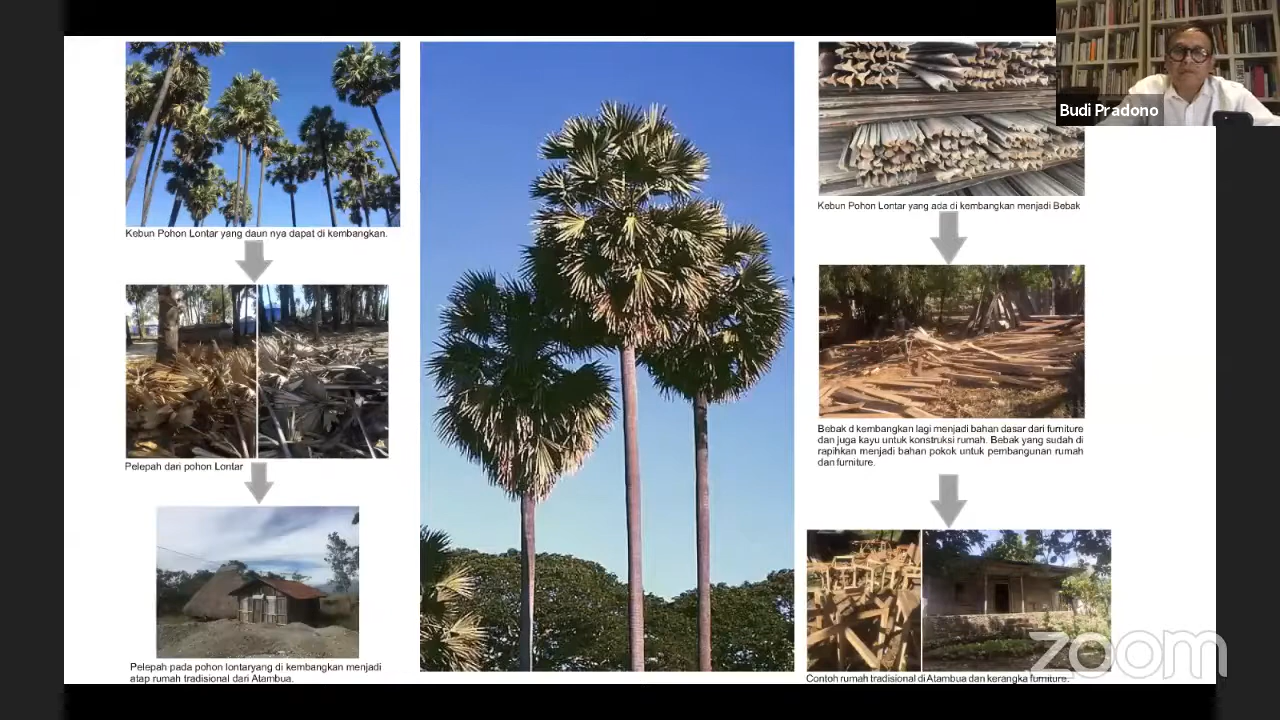 Kebun Pohon Lontar yang daun nya dapat di kembangkan.
Pelepah dari pohon Lontar
Pelepah pada pohon lontaryang di kembangkan menjadi
atap rumah tradisional dari Atambua.
Budi Pradono
Kebun Pohon Lontar yang ada di kembangkan menjadi Bebak
Bebak d kembangkan lagi menjadi bahan dasar dari furniture
dan juga kayu untuk konstruksi rumah. Bebak yang sudah di
rapihkan menjadi bahan pokok untuk pembangunan rumah
dan furniture.
Contoh rumah tradisional di Atambua dan kerangka furniture.
zoom